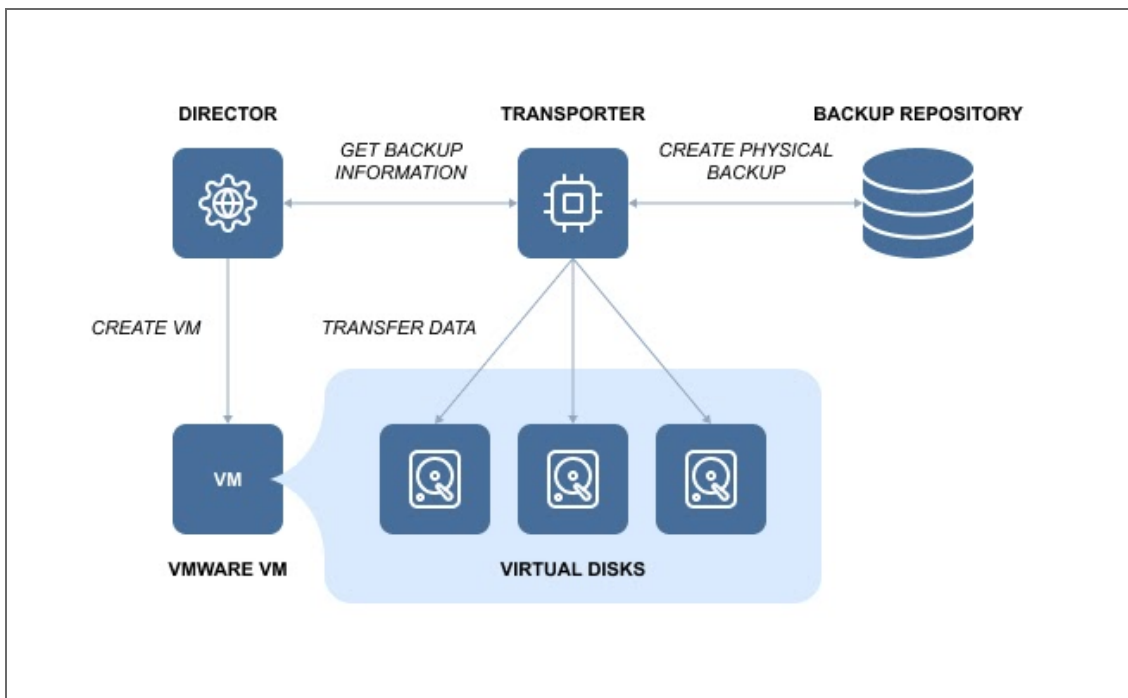 DIRECTOR
TRANSPORTER
BACKUP REPOSITORY
GET BACKUP
INFORMATION
CREATE PHYSICAL
BACKUP
CREATE VM
TRANSFER DATA
VM
VMWARE VM
VIRTUAL DISKS